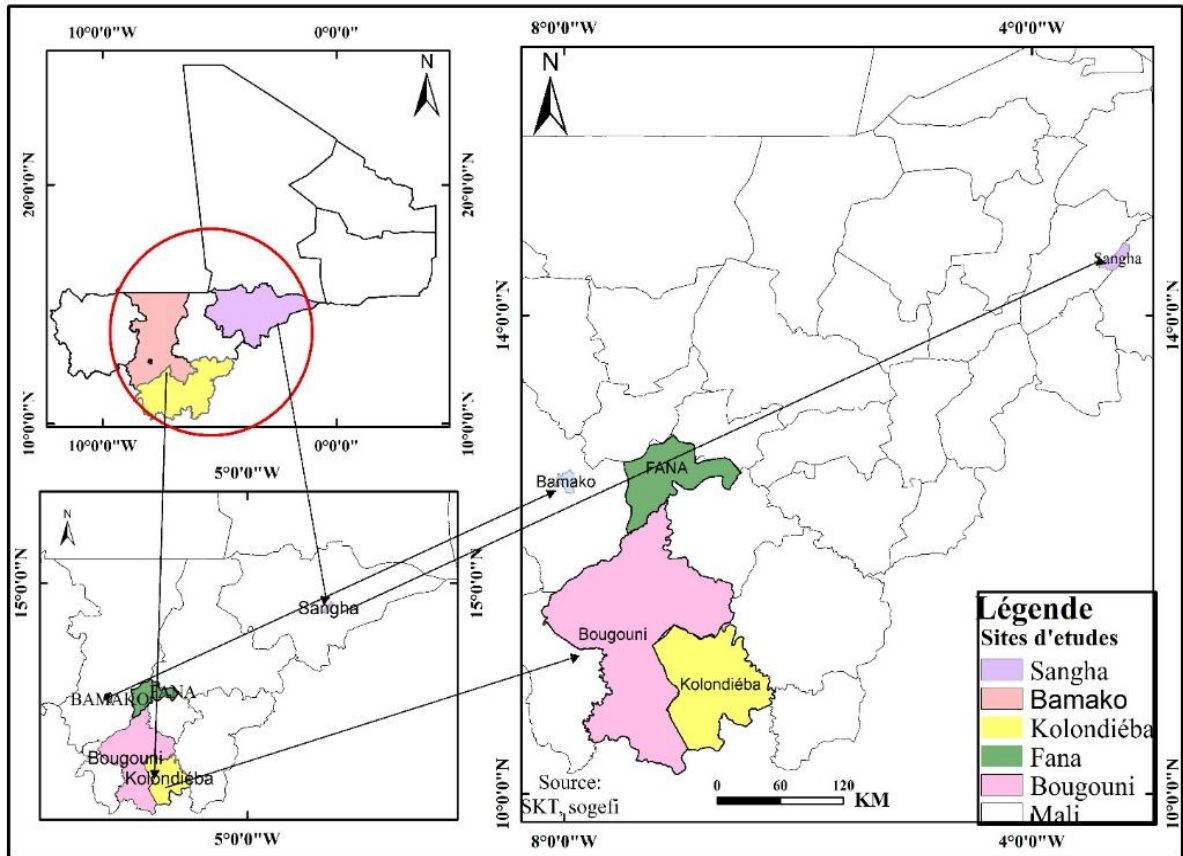 10°0'0"W 0°0'0"
N
20°0'0"N
20°0'0"N
10°0'0"N
10°0'0"N
10°0'0"W 0°0'0"
5°0'0"W
N
15°0'0"N
15°0'0"N
Sangha
BAMAKO
FANA
Bougouni
Kolondiéba
5°0'0"W
8°0'0"W 4°0'0"W
N
14°0'0"N
14°0'0"N
Sangha
FANA
Bamako
Bougouni
Kolondiéba
Source:
SKT, sogefi
0 60 120
KM
10°0'0"N
10°0'0"N
8°0'0"W 4°0'0"W
Légende
Sites d'etudes
Sangha
Bamako
Kolondiéba
Fana
Bougouni
Mali